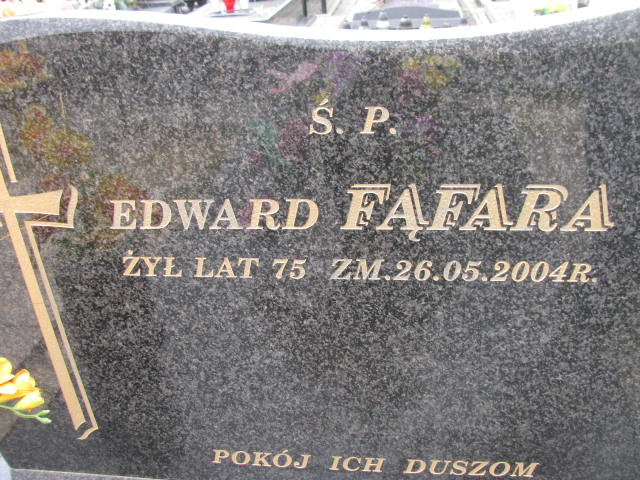 Ś. P.
EDWARD FĄFARA
ŻYŁ LAT 75 ZM.26.05.2004R.
POKÓJ ICH DUSZOM